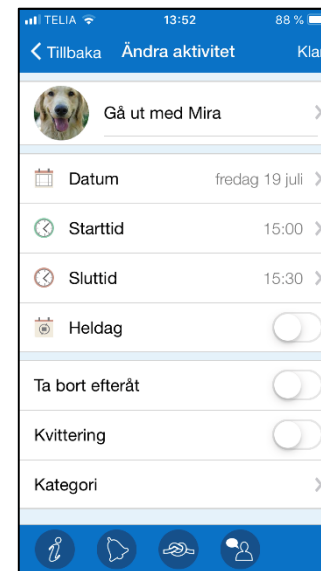 TELIA 13:52 88 %
Tillbaka Ändra aktivitet
Gå ut med Mira
Datum fredag 19 juli
Starttid 15:00
Sluttid 15:30
Heldag
Ta bort efteråt
Kvittering
Kategori